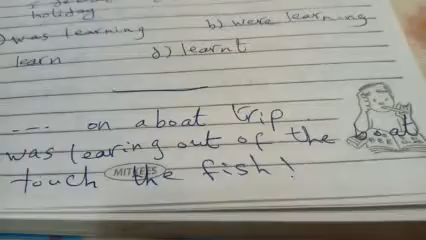 holiday
was learning b) were learning
learn d) learnt
---- on a boat trip
was learing out of the boat
touch the fish!
MITHEES